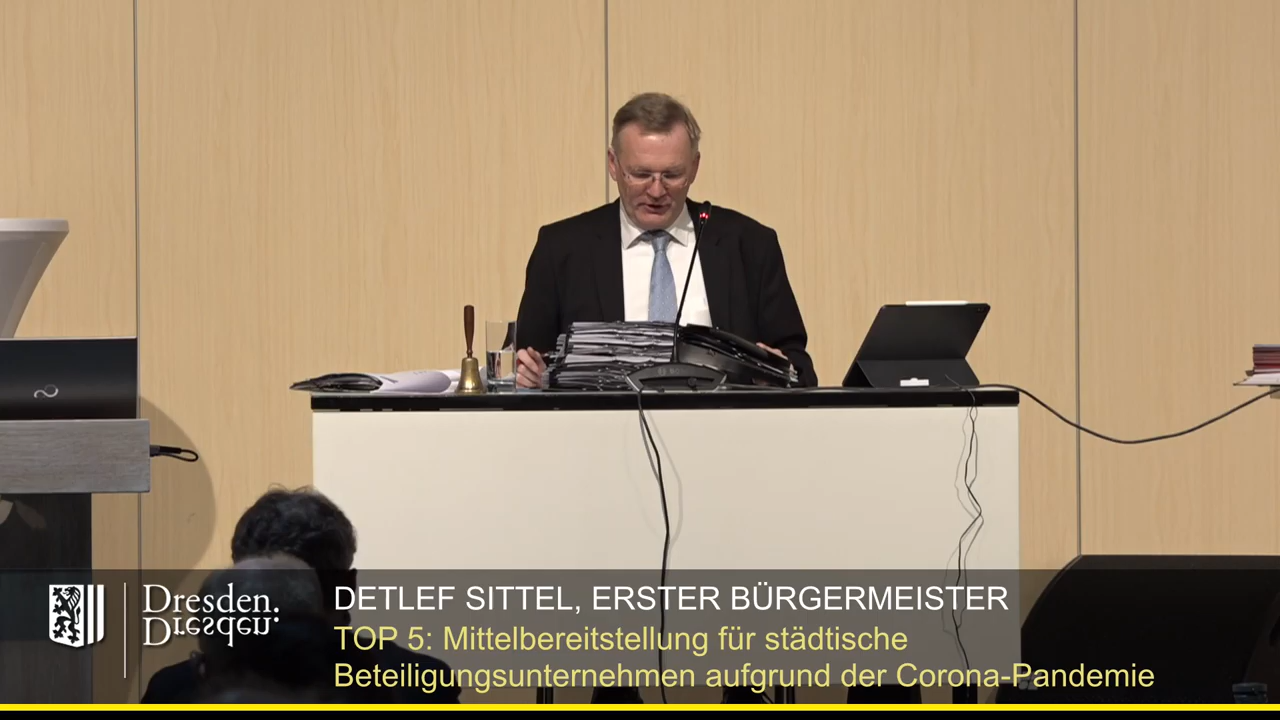 Dresden.
Dresden.
DETLEF SITTEL, ERSTER BÜRGERMEISTER
TOP 5: Mittelbereitstellung für städtische
Beteiligungsunternehmen aufgrund der Corona-Pandemie